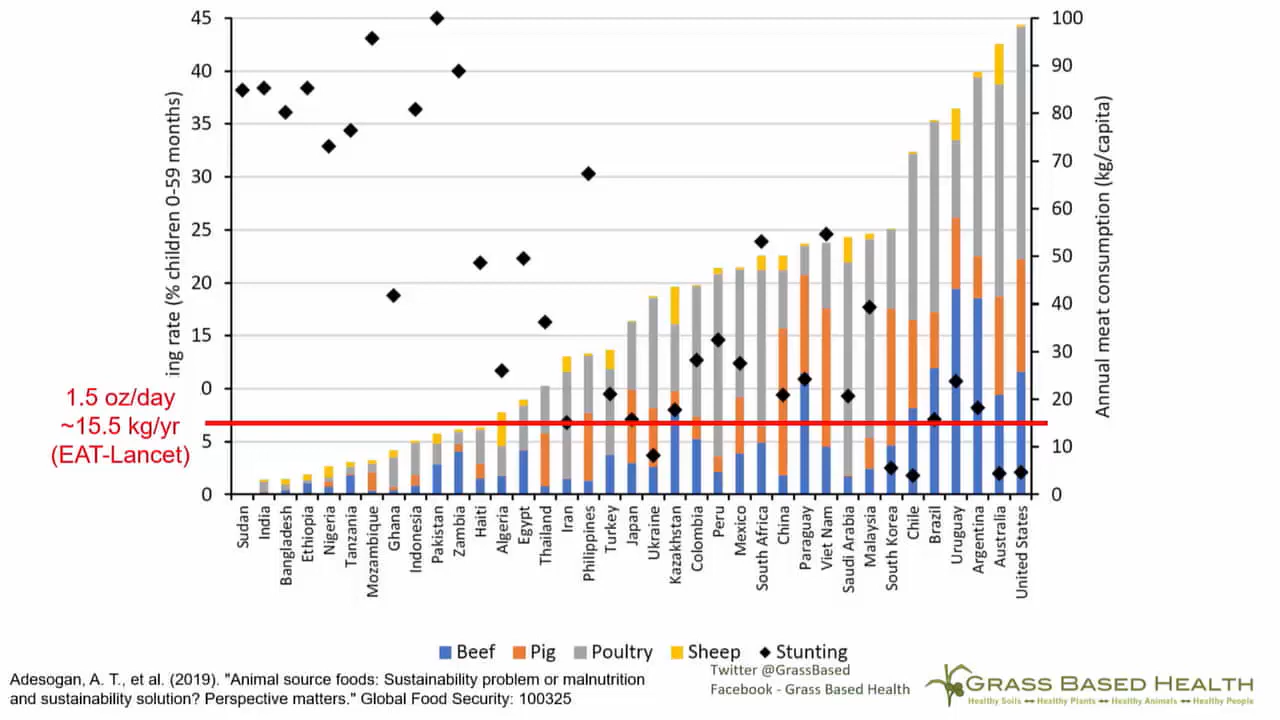 45
40
35
30
25
20
15
0
5
0
ing rate (% children 0-59 months)
100
90
80
70
60
50
40
30
20
10
0
Annual meat consumption (kg/capita)
1.5 oz/day
~15.5 kg/yr
(EAT-Lancet)
Sudan
India
Bangladesh
Ethiopia
Nigeria
Tanzania
Mozambique
Ghana
Indonesia
Pakistan
Zambia
Haiti
Algeria
Egypt
Thailand
Iran
Philippines
Turkey
Japan
Ukraine
Kazakhstan
Colombia
Peru
Mexico
South Africa
China
Paraguay
Viet Nam
Saudi Arabia
Malaysia
South Korea
Chile
Brazil
Uruguay
Argentina
Australia
United States
Beef Pig Poultry Sheep Stunting
Adesogan, A. T., et al. (2019). "Animal source foods: Sustainability problem or malnutrition
and sustainability solution? Perspective matters." Global Food Security: 100325
Twitter @GrassBased
Facebook - Grass Based Health
GRASS BASED HEALTH
Healthy Soils ↔ Healthy Plants ↔ Healthy Animals ↔ Healthy People